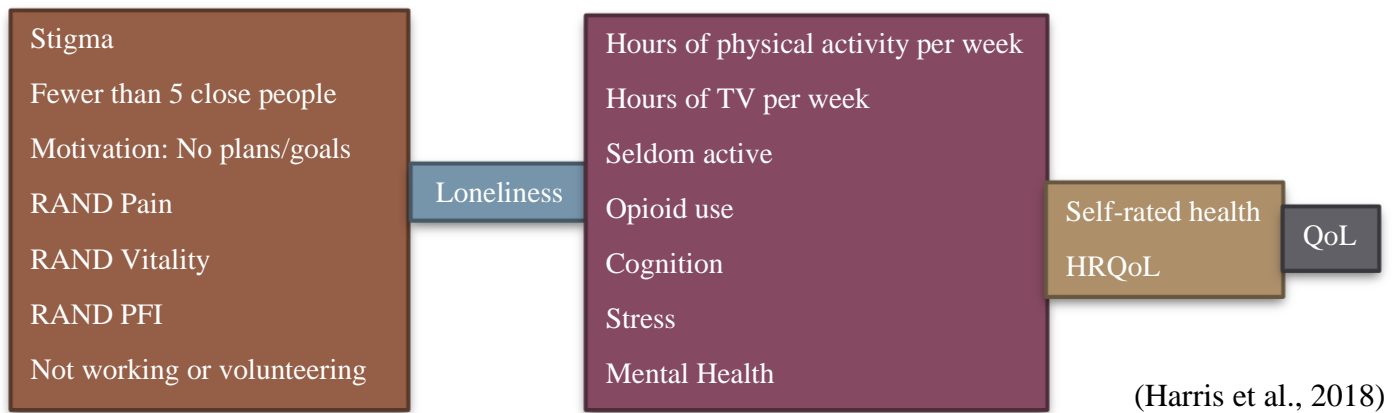 Stigma
Fewer than 5 close people
Motivation: No plans/goals
RAND Pain
RAND Vitality
RAND PFI
Not working or volunteering
Loneliness
Hours of physical activity per week
Hours of TV per week
Seldom active
Opioid use
Cognition
Stress
Mental Health
Self-rated health
HRQoL
QoL
(Harris et al., 2018)